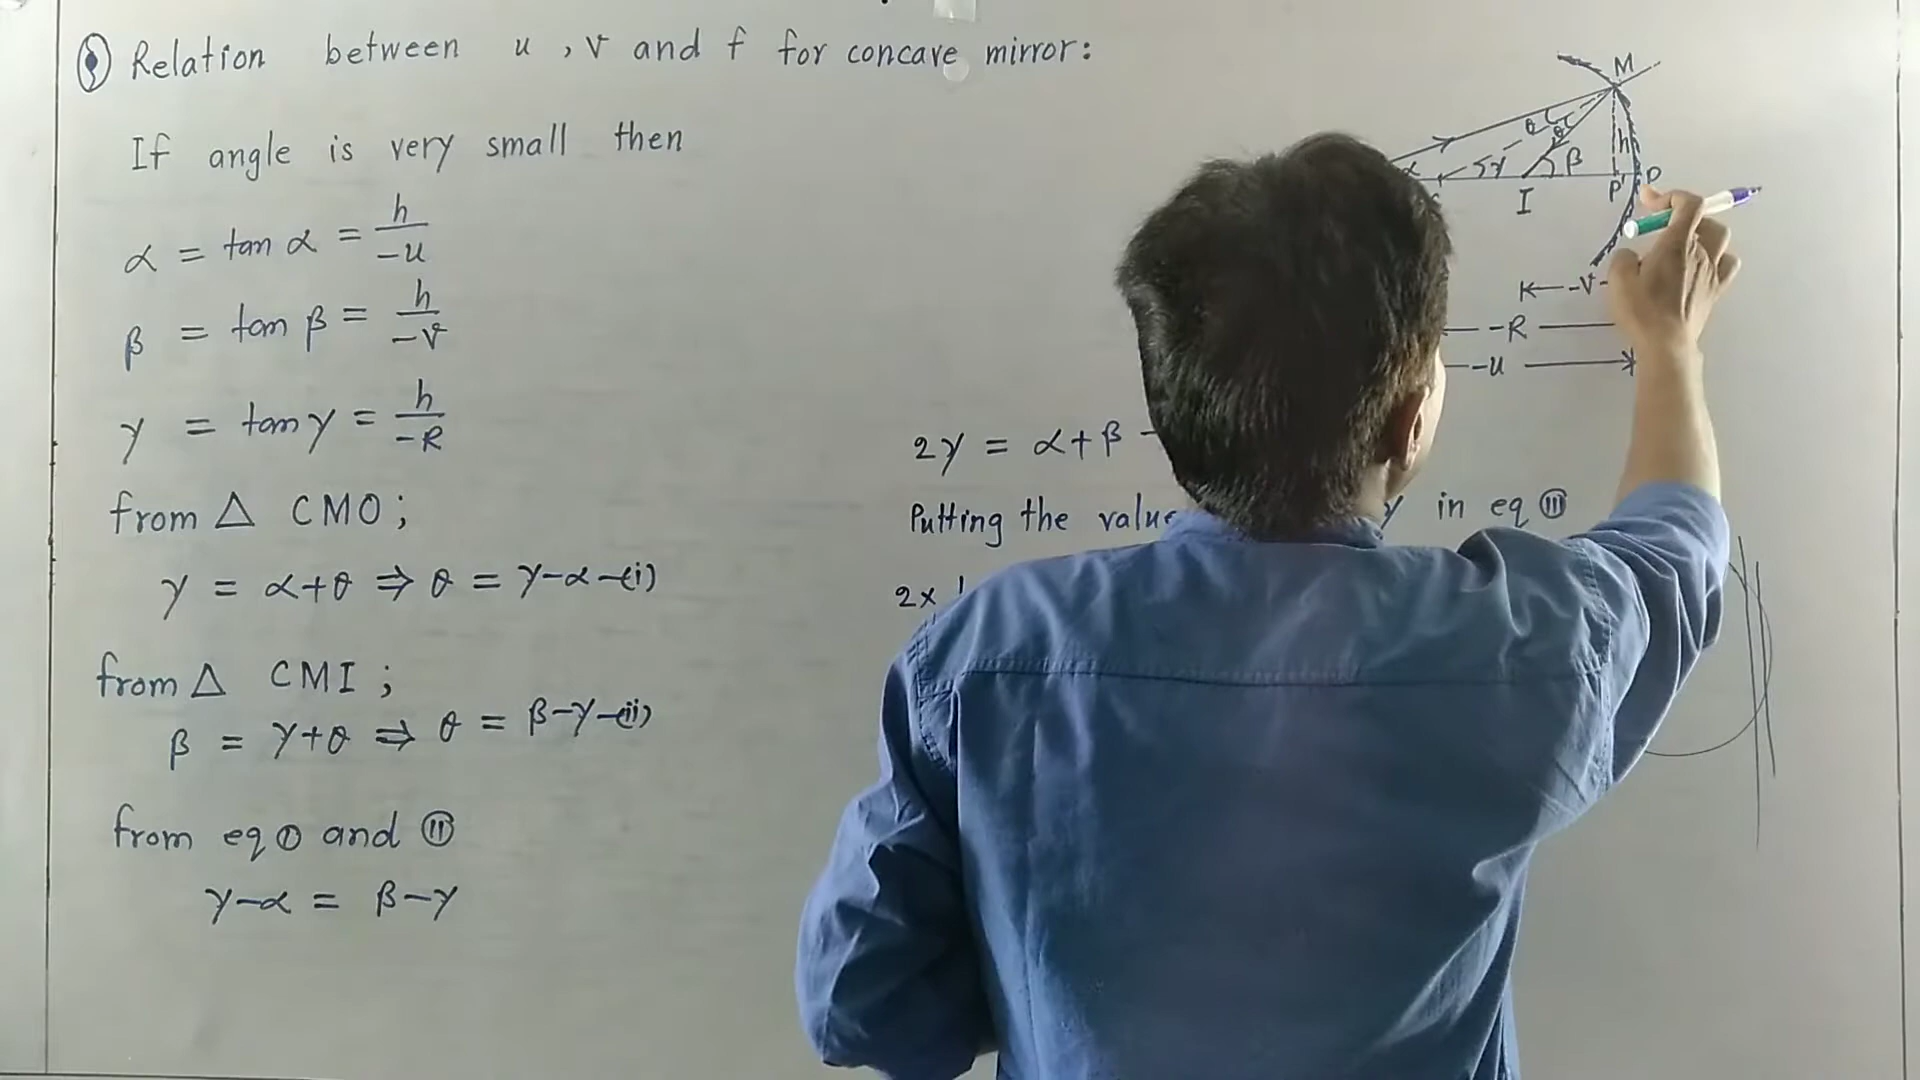 Relation between u , v and f for concave mirror:
If angle is very small then
α = tan α = h/-u
β = tan β = h/-v
γ = tan γ = h/-R
from △ CMO ;
γ = α+θ ⇒ θ = γ-α -(i)
from △ CMI ;
β = γ+θ ⇒ θ = β-γ -(ii)
from eq (I) and (II)
γ-α = β-γ
M
θ
θ
h
α
γ
β
P'
P
I
-v-
-R
-u
2γ = α+β -
Putting the value γ in eq (III)
2×